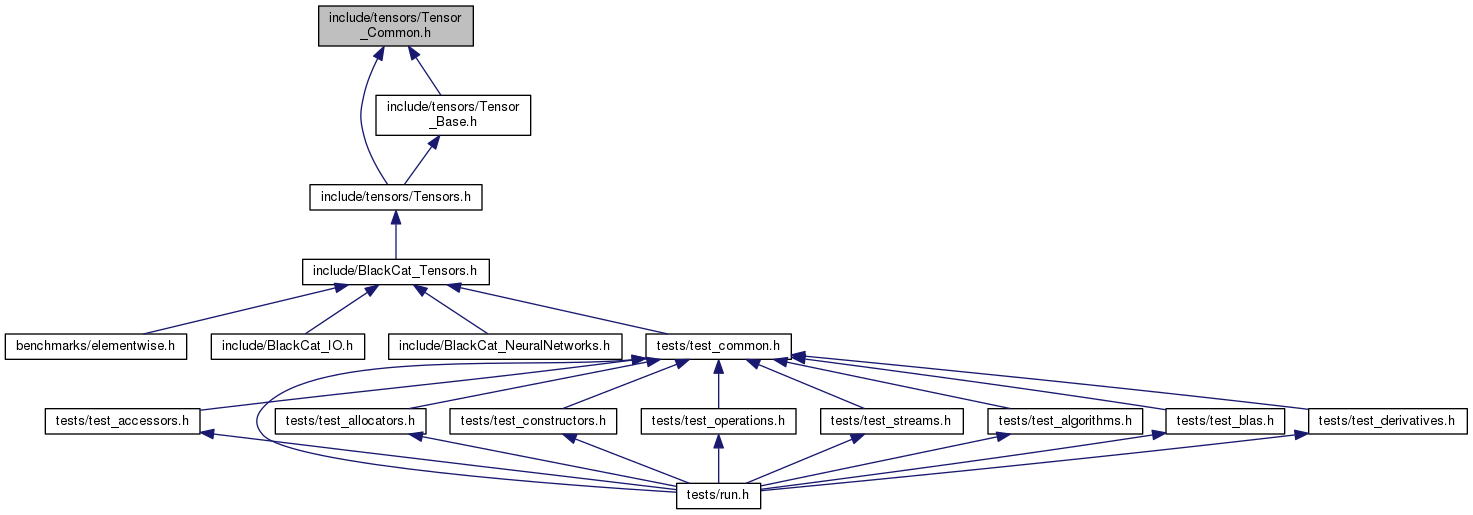 include/tensors/Tensor
_Common.h
include/tensors/Tensor
_Base.h
include/tensors/Tensors.h
include/BlackCat_Tensors.h
benchmarks/elementwise.h
include/BlackCat_IO.h
include/BlackCat_NeuralNetworks.h
tests/test_common.h
tests/test_accessors.h
tests/test_allocators.h
tests/test_constructors.h
tests/test_operations.h
tests/test_streams.h
tests/test_algorithms.h
tests/test_blas.h
tests/test_derivatives.h
tests/run.h